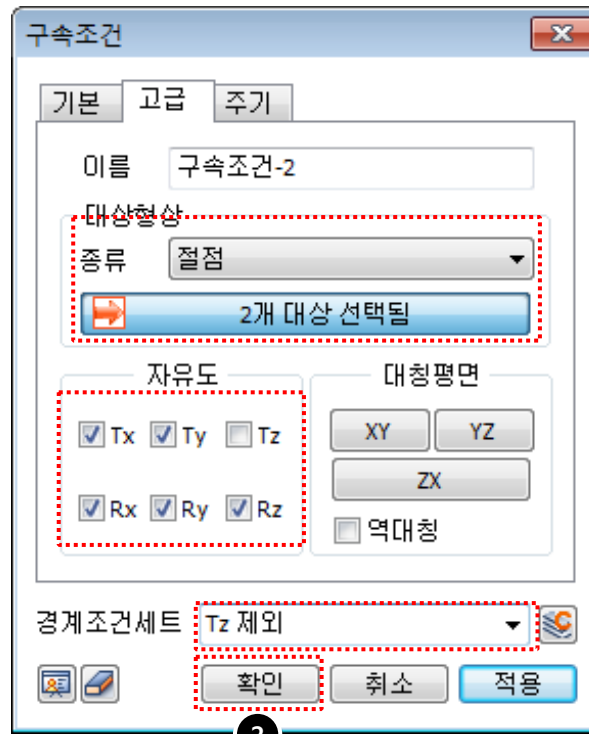 구속조건
기본 고급 주기
이름 구속조건-2
대상형상
종류 절점
2개 대상 선택됨
자유도 대칭평면
Tx Ty Tz XY YZ
ZX
Rx Ry Rz 역대칭
경계조건세트 Tz 제외
확인 취소 적용